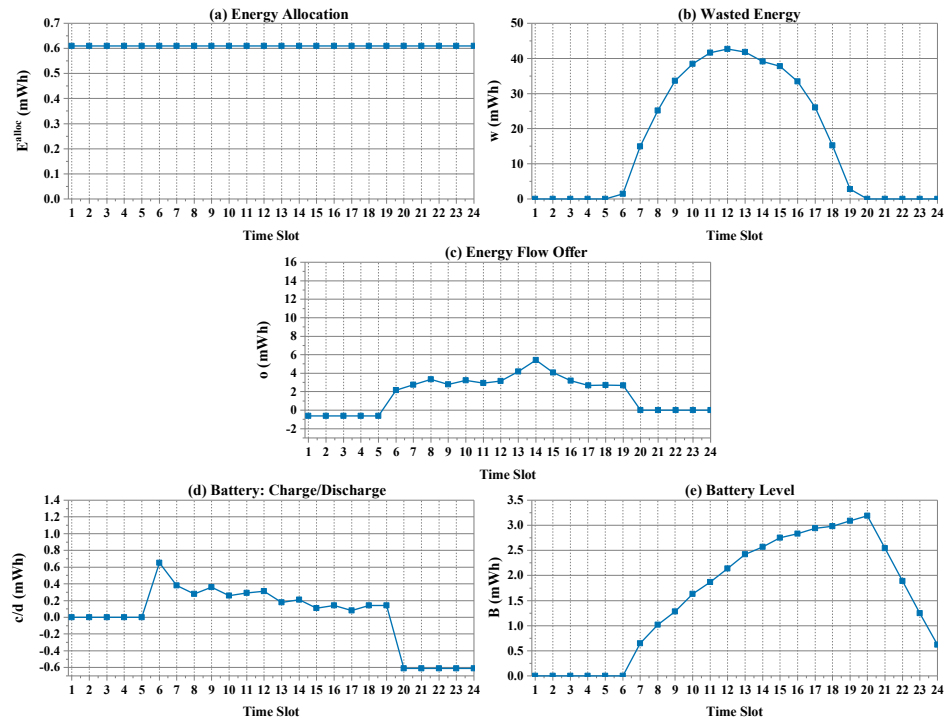 (a) Energy Allocation
0.7
0.6
0.5
0.4
0.3
0.2
0.1
0.0
E^alloc (mWh)
1 2 3 4 5 6 7 8 9 10 11 12 13 14 15 16 17 18 19 20 21 22 23 24
Time Slot
(b) Wasted Energy
50
40
30
20
10
0
w (mWh)
1 2 3 4 5 6 7 8 9 10 11 12 13 14 15 16 17 18 19 20 21 22 23 24
Time Slot
(c) Energy Flow Offer
16
14
12
10
8
6
4
2
0
-2
o (mWh)
1 2 3 4 5 6 7 8 9 10 11 12 13 14 15 16 17 18 19 20 21 22 23 24
Time Slot
(d) Battery: Charge/Discharge
1.4
1.2
1.0
0.8
0.6
0.4
0.2
0.0
-0.2
-0.4
-0.6
c/d (mWh)
1 2 3 4 5 6 7 8 9 10 11 12 13 14 15 16 17 18 19 20 21 22 23 24
Time Slot
(e) Battery Level
3.5
3.0
2.5
2.0
1.5
1.0
0.5
0.0
B (mWh)
1 2 3 4 5 6 7 8 9 10 11 12 13 14 15 16 17 18 19 20 21 22 23 24
Time Slot